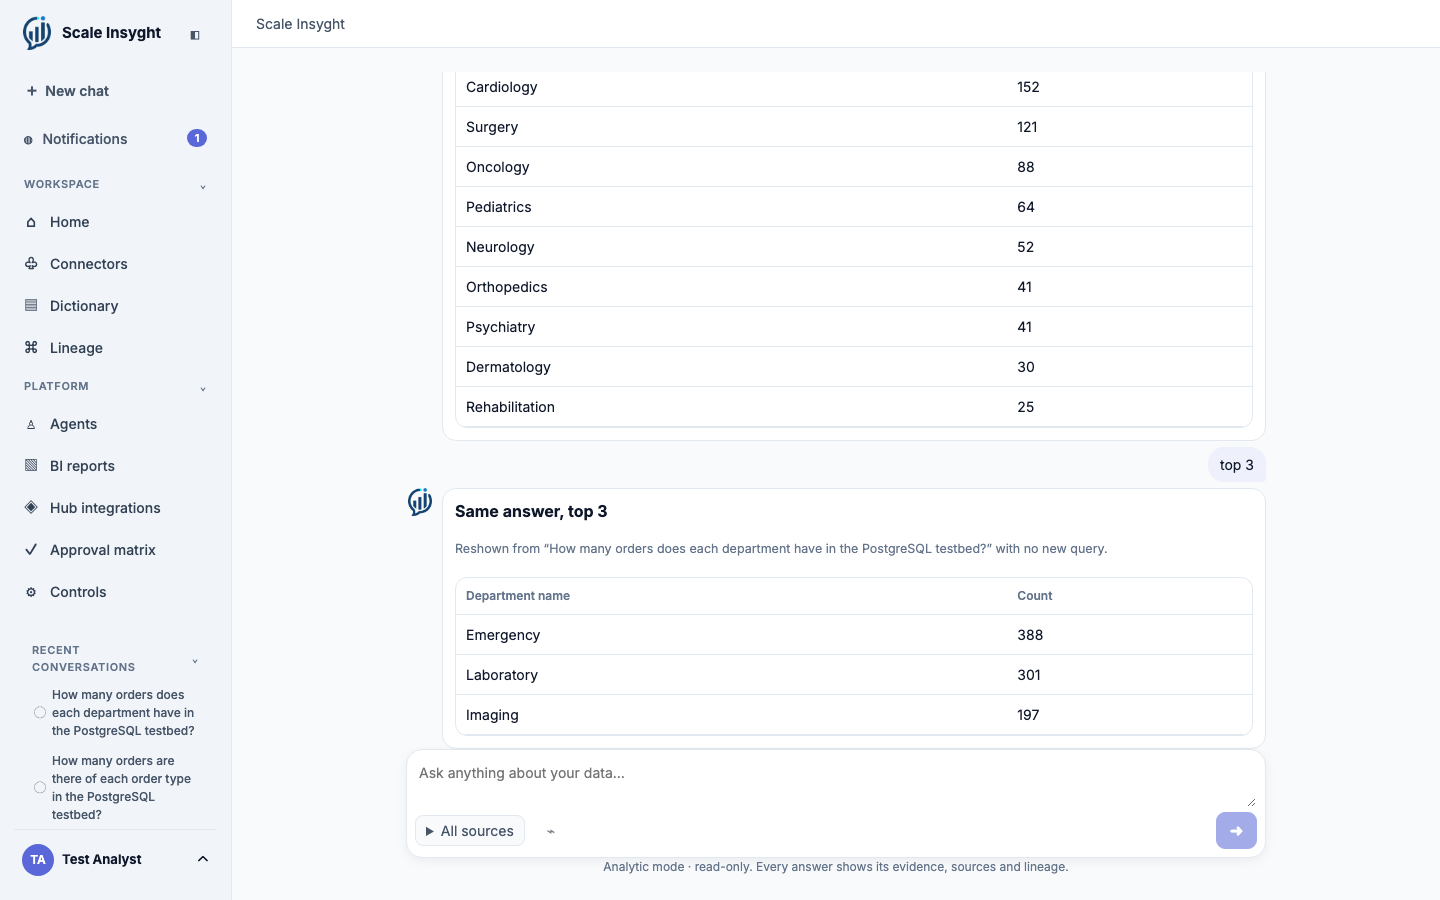 Scale Insyght
New chat
Notifications
1
WORKSPACE
Home
Connectors
Dictionary
Lineage
PLATFORM
Agents
BI reports
Hub integrations
Approval matrix
Controls
RECENT
CONVERSATIONS
How many orders does
each department have in
the PostgreSQL testbed?
How many orders are
there of each order type
in the PostgreSQL
testbed?
TA Test Analyst
Scale Insyght
Cardiology 152
Surgery 121
Oncology 88
Pediatrics 64
Neurology 52
Orthopedics 41
Psychiatry 41
Dermatology 30
Rehabilitation 25
top 3
Same answer, top 3
Reshown from “How many orders does each department have in the PostgreSQL testbed?” with no new query.
Department name Count
Emergency 388
Laboratory 301
Imaging 197
Ask anything about your data...
All sources
Analytic mode · read-only. Every answer shows its evidence, sources and lineage.